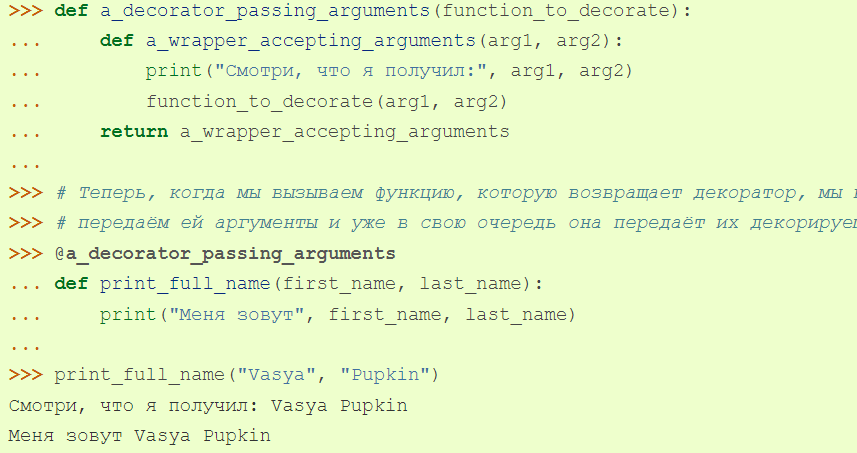 >>> def a_decorator_passing_arguments(function_to_decorate):
...     def a_wrapper_accepting_arguments(arg1, arg2):
...         print("Смотри, что я получил:", arg1, arg2)
...         function_to_decorate(arg1, arg2)
...     return a_wrapper_accepting_arguments
...
>>> # Теперь, когда мы вызываем функцию, которую возвращает декоратор, мы
>>> # передаём ей аргументы и уже в свою очередь она передаёт их
>>> @a_decorator_passing_arguments
... def print_full_name(first_name, last_name):
...     print("Меня зовут", first_name, last_name)
...
>>> print_full_name("Vasya", "Pupkin")
Смотри, что я получил: Vasya Pupkin
Меня зовут Vasya Pupkin